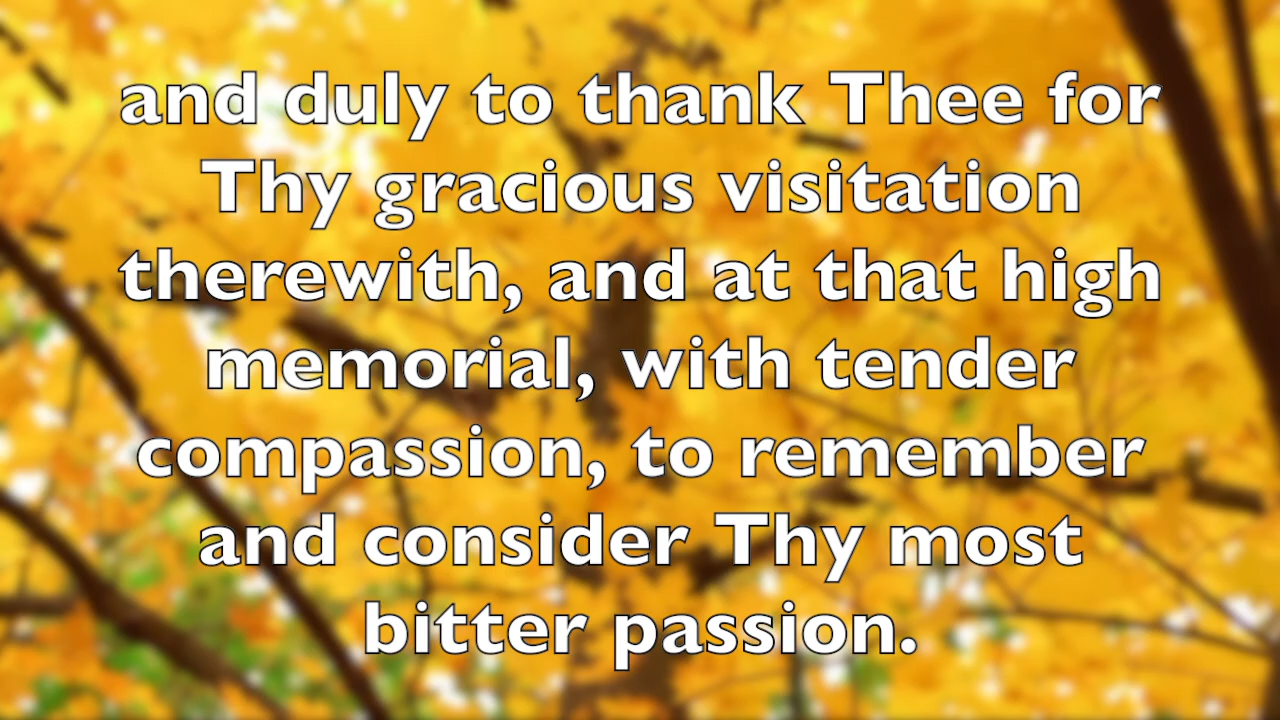 and duly to thank Thee for
Thy gracious visitation
therewith, and at that high
memorial, with tender
compassion, to remember
and consider Thy most
bitter passion.